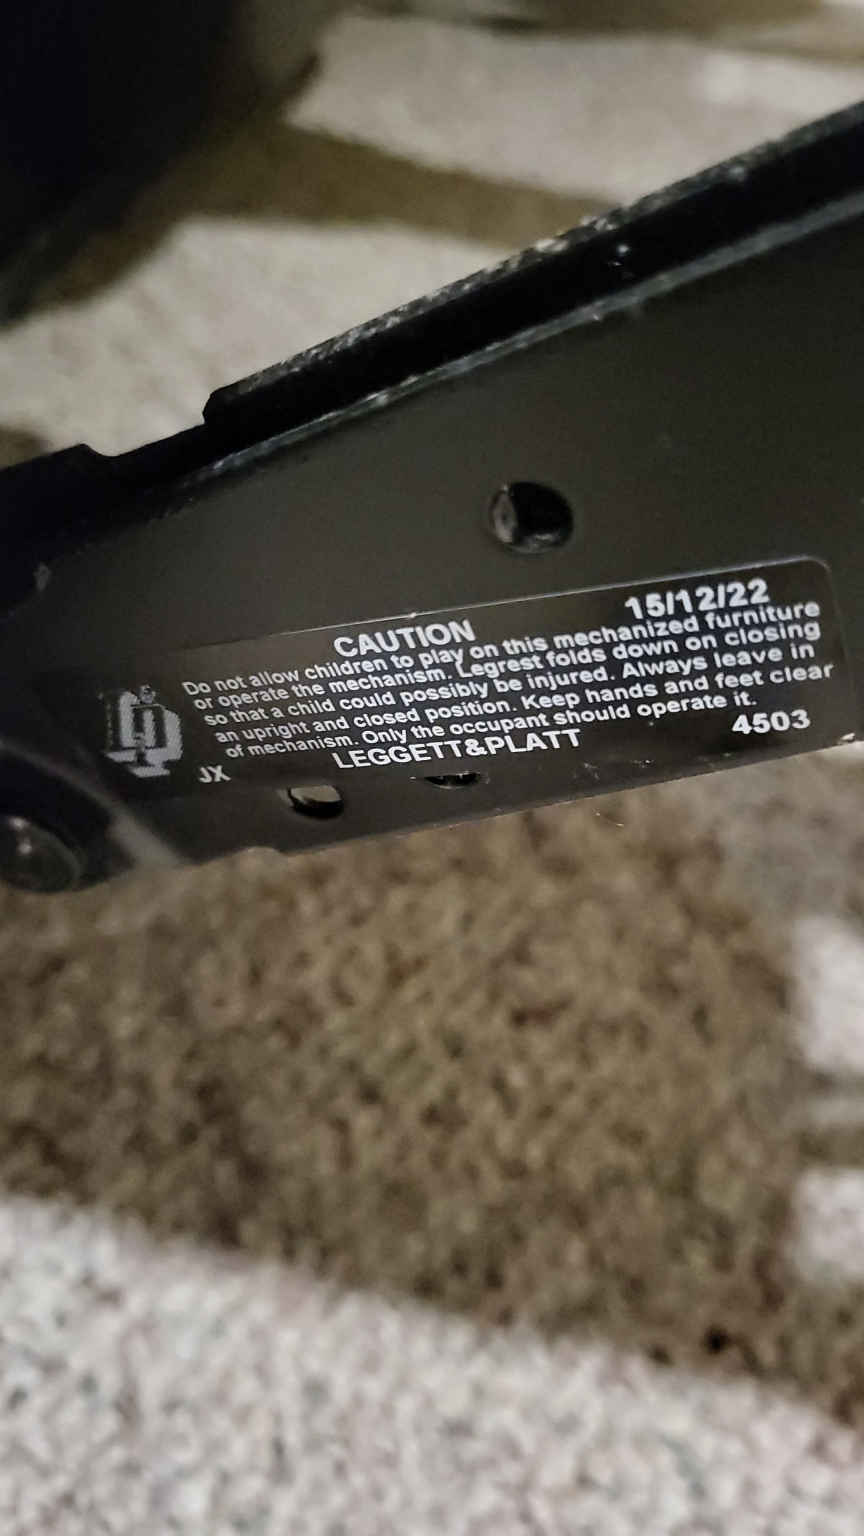 CAUTION 15/12/22
Do not allow children to play on this mechanized furniture
or operate the mechanism. Legrest folds down on closing
so that a child could possibly be injured. Always leave in
an upright and closed position. Keep hands and feet clear
of mechanism. Only the occupant should operate it.
JX LEGGETT&PLATT 4503